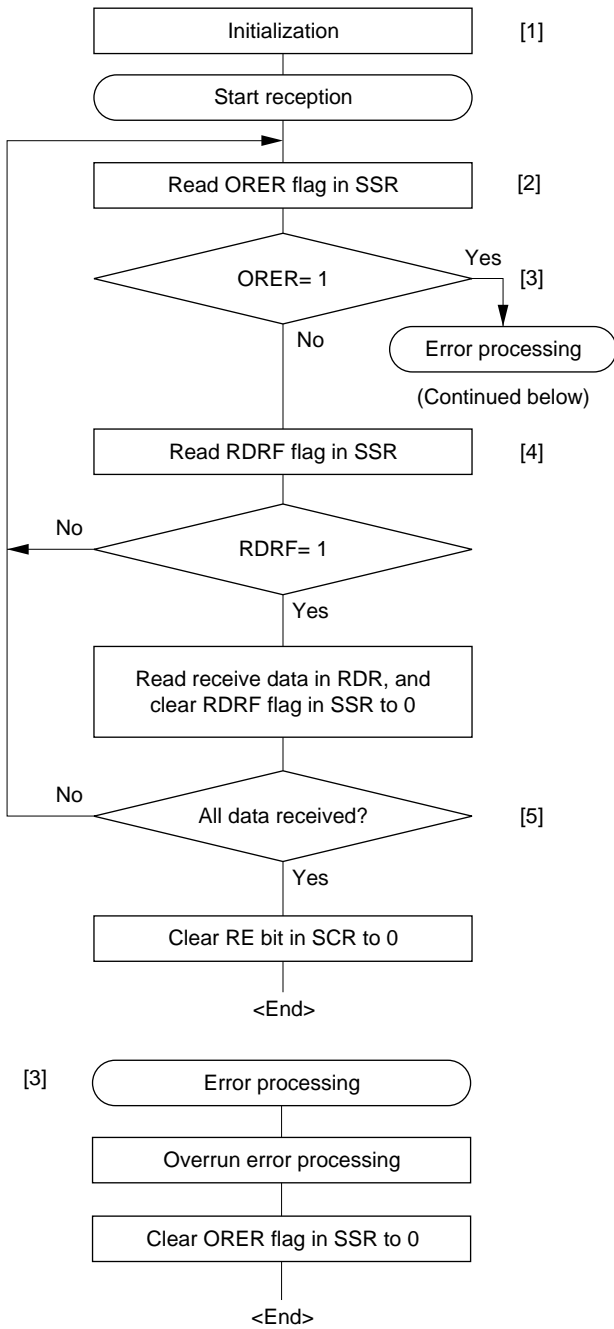 Initialization [1]
Start reception
Read ORER flag in SSR [2]
Yes
ORER= 1 [3]
No
Error processing
(Continued below)
Read RDRF flag in SSR [4]
No
RDRF= 1
Yes
Read receive data in RDR, and
clear RDRF flag in SSR to 0
No
All data received? [5]
Yes
Clear RE bit in SCR to 0
<End>
[3] Error processing
Overrun error processing
Clear ORER flag in SSR to 0
<End>